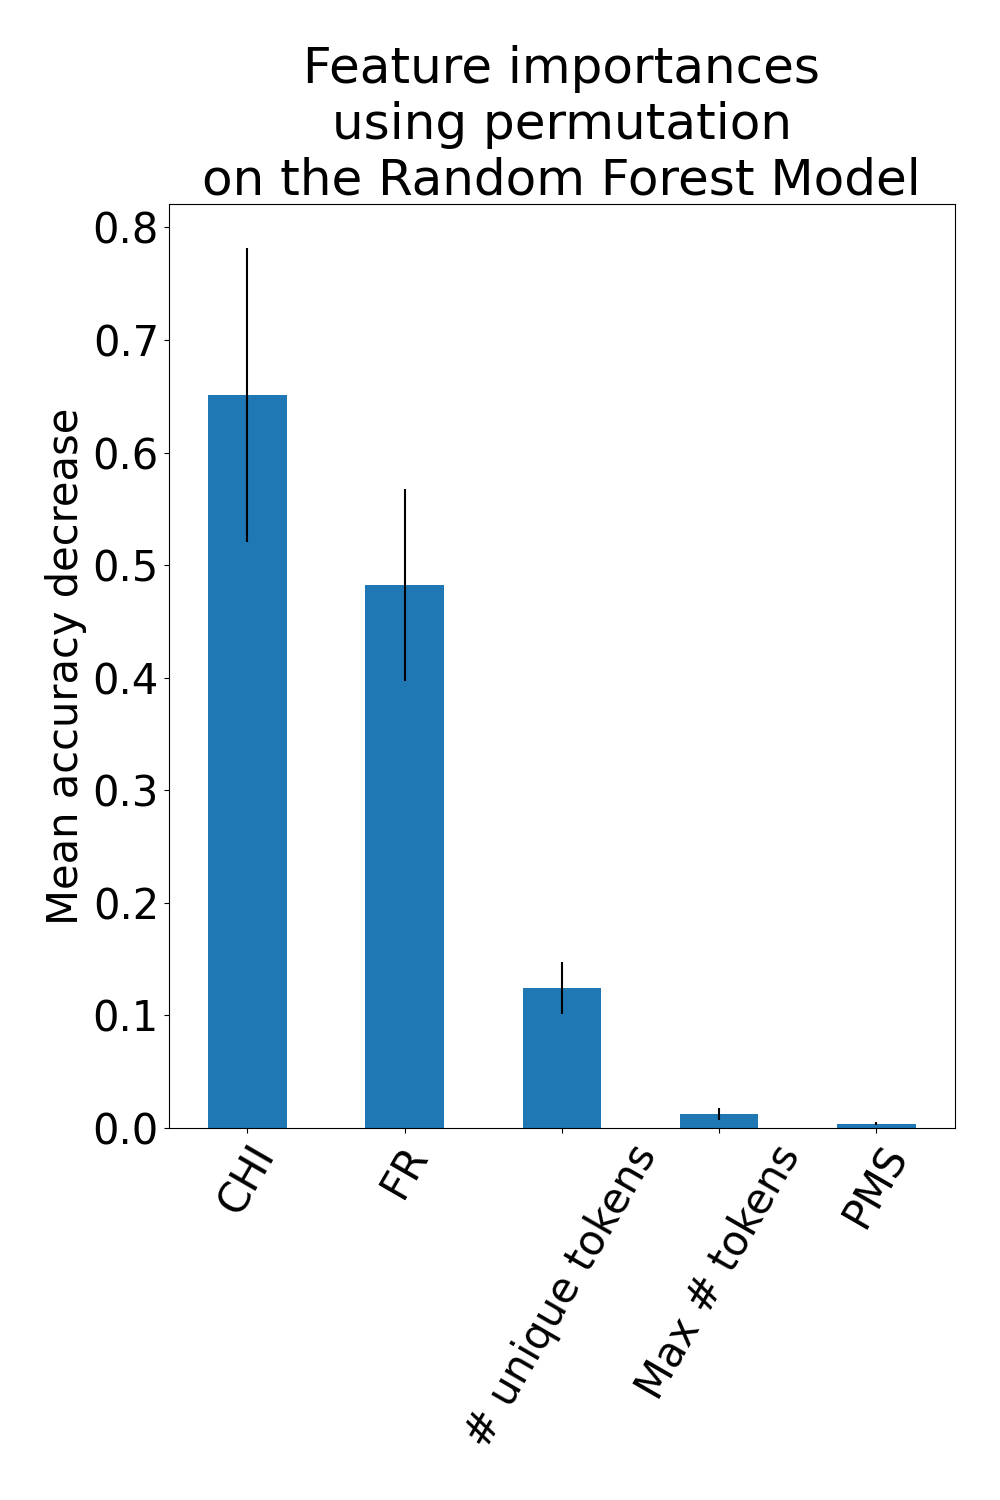 Feature importances
using permutation
on the Random Forest Model
Mean accuracy decrease
0.8
0.7
0.6
0.5
0.4
0.3
0.2
0.1
0.0
CHI
FR
# unique tokens
Max # tokens
PMS